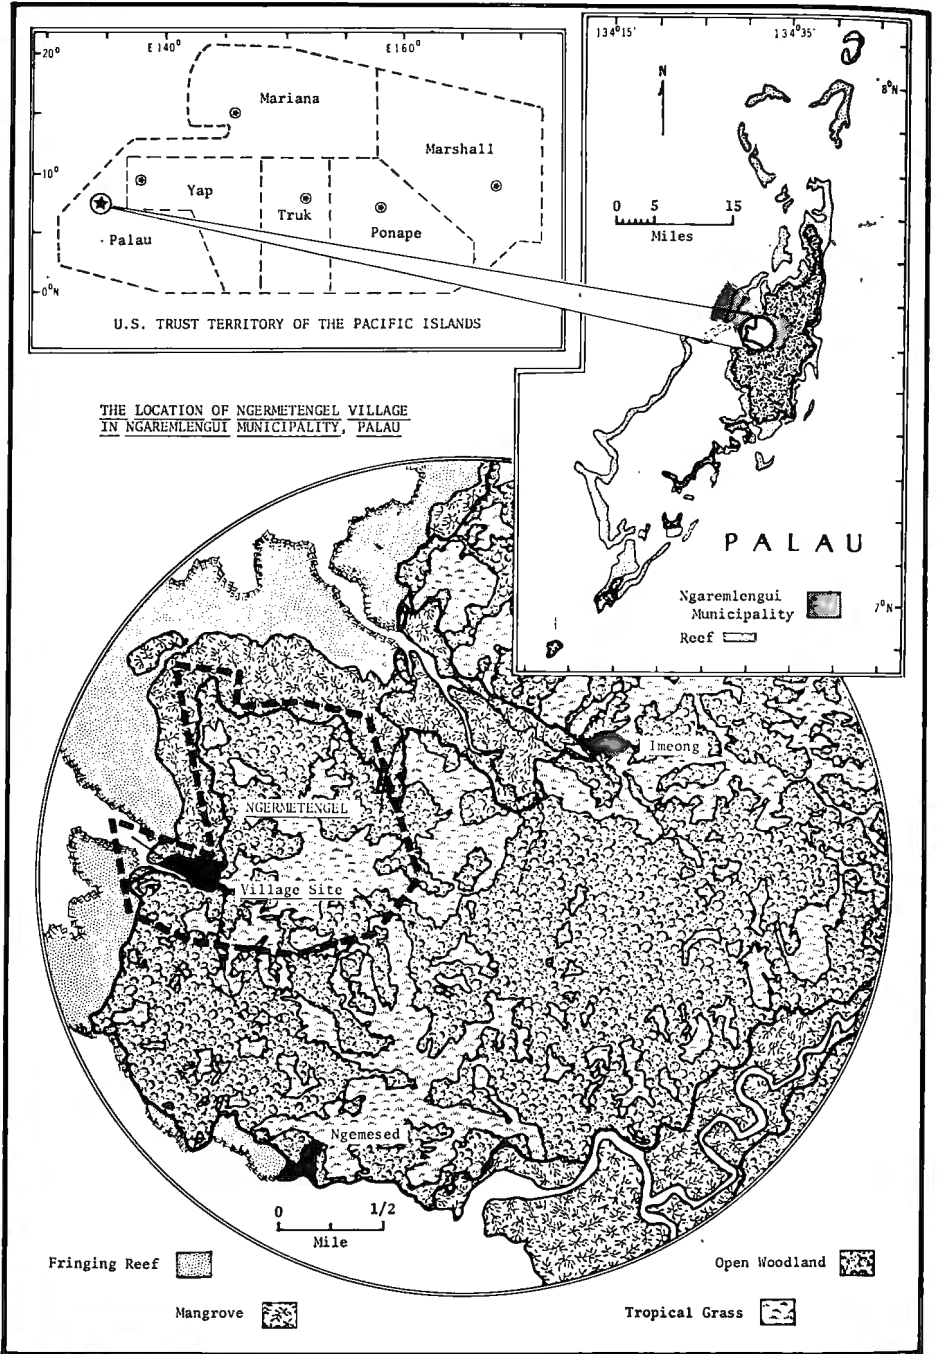 E140°
E160°
20°
Mariana
Marshall
10°
Yap
Truk
Ponape
Palau
0°N
U.S. TRUST TERRITORY OF THE PACIFIC ISLANDS
134°15'
134°35'
N
8°N
0 5 15
Miles
PALAU
7°N
Ngaremlengui
Municipality
Reef
THE LOCATION OF NGERMETENGEL VILLAGE
IN NGAREMLENGUI MUNICIPALITY, PALAU
Imeong
NGERMETENGEL
Village Site
Ngemesed
0 1/2
Mile
Fringing Reef
Open Woodland
Mangrove
Tropical Grass